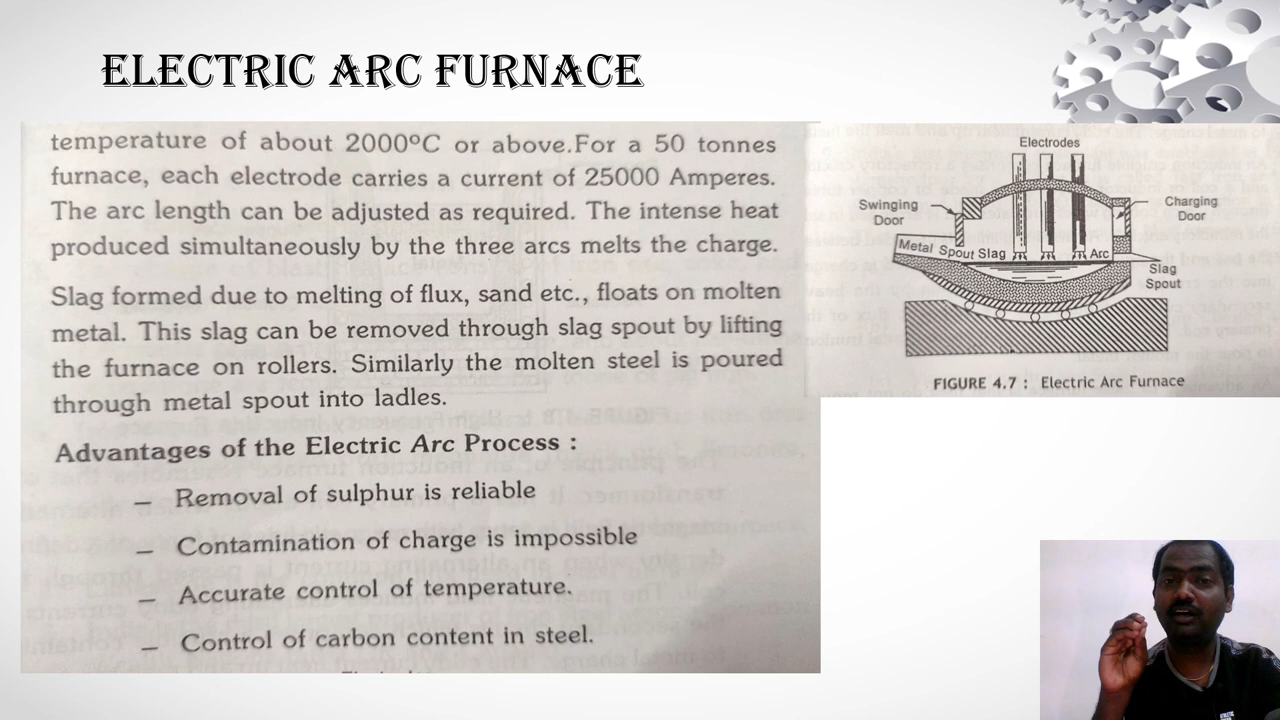 ELECTRIC ARC FURNACE
temperature of about 2000°C or above.For a 50 tonnes
furnace, each electrode carries a current of 25000 Amperes.
The arc length can be adjusted as required. The intense heat
produced simultaneously by the three arcs melts the charge.
Slag formed due to melting of flux, sand etc., floats on molten
metal. This slag can be removed through slag spout by lifting
the furnace on rollers. Similarly the molten steel is poured
through metal spout into ladles.
Advantages of the Electric Arc Process :
– Removal of sulphur is reliable
– Contamination of charge is impossible
– Accurate control of temperature.
– Control of carbon content in steel.
Electrodes
Swinging
Door
Charging
Door
Metal Spout Slag
Arc
Slag
Spout
FIGURE 4.7 : Electric Arc Furnace